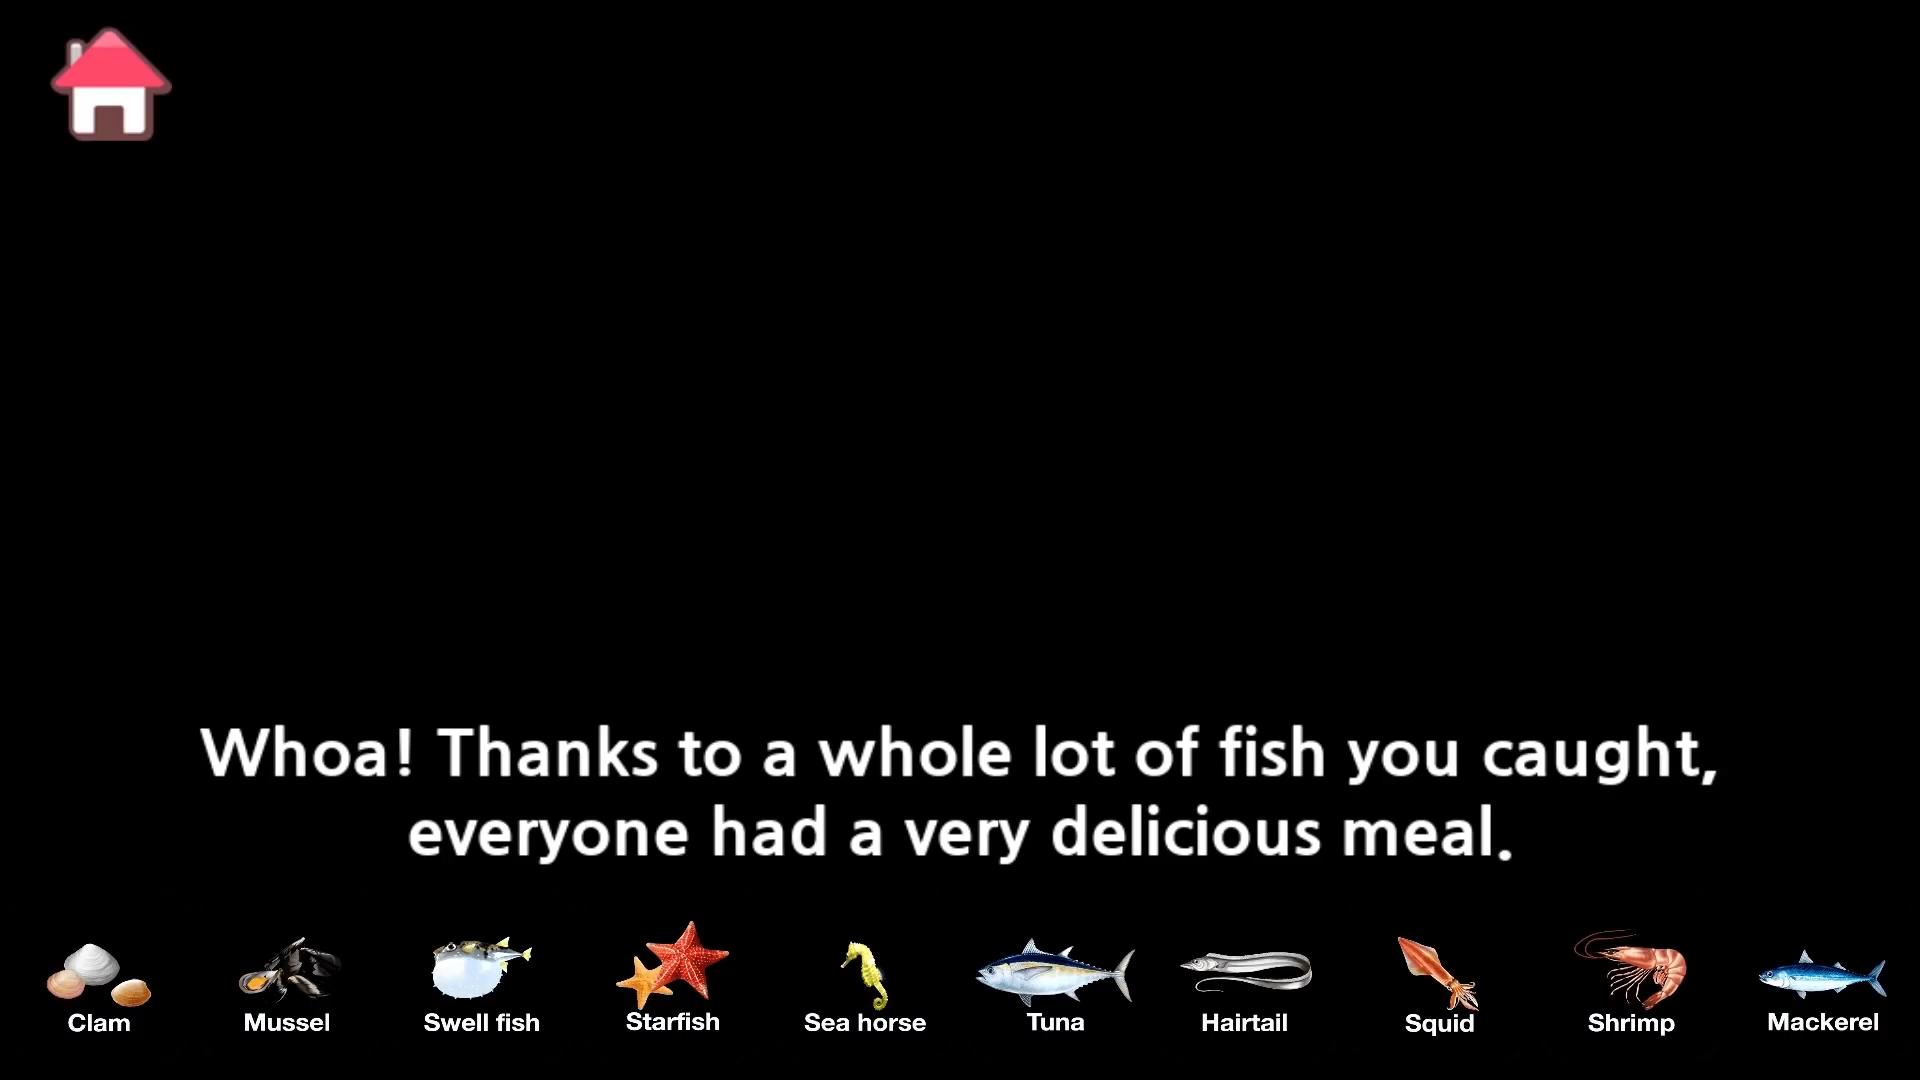 Whoa! Thanks to a whole lot of fish you caught,
everyone had a very delicious meal.
Clam
Mussel
Swell fish
Starfish
Sea horse
Tuna
Hairtail
Squid
Shrimp
Mackerel